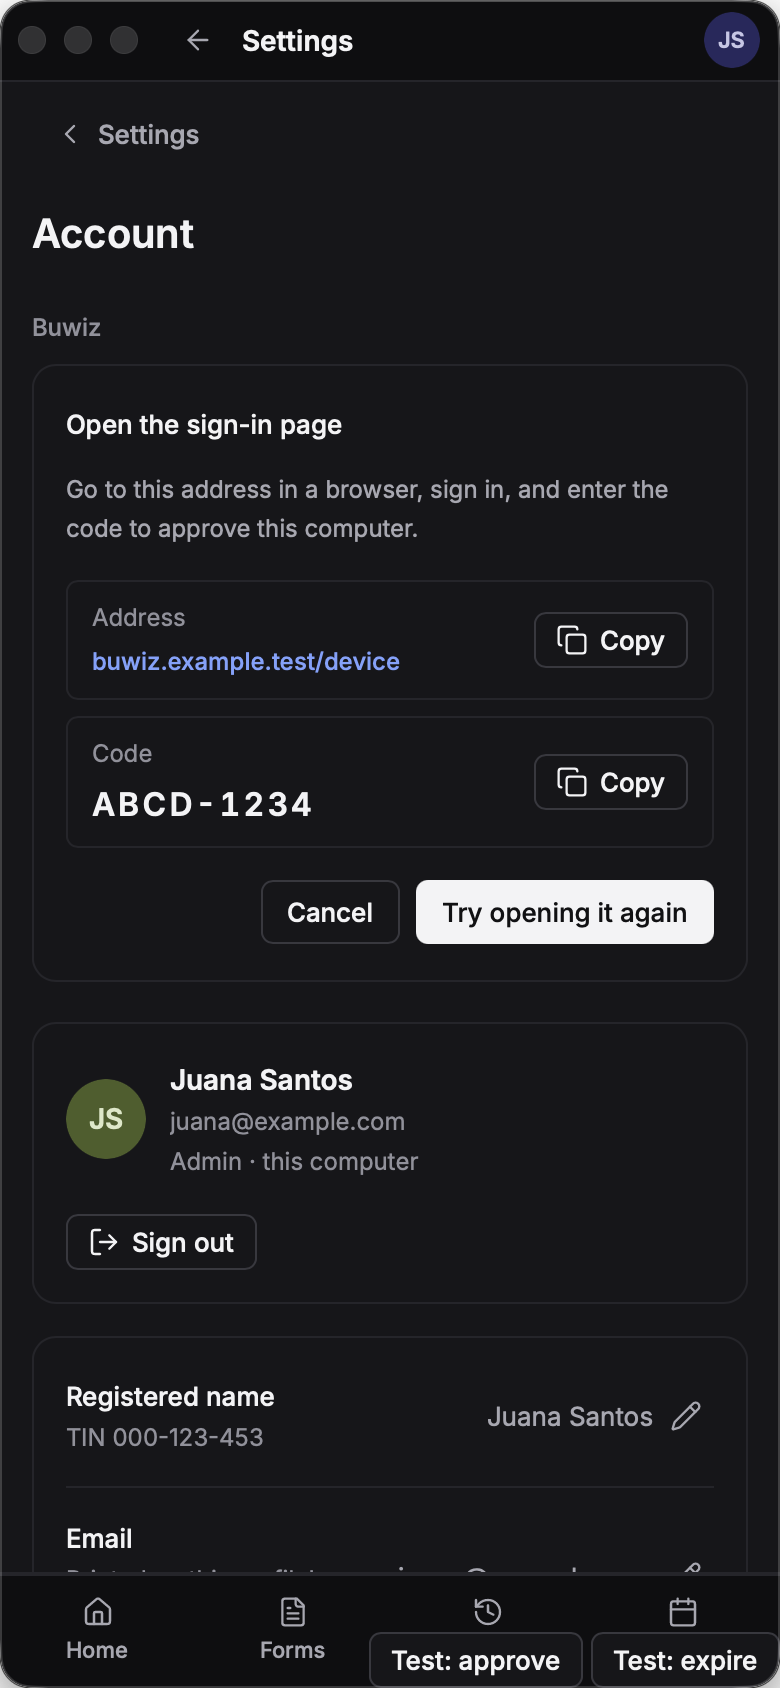 Settings
JS
Settings
Account
Buwiz
Open the sign-in page
Go to this address in a browser, sign in, and enter the
code to approve this computer.
Address
buwiz.example.test/device
Copy
Code
ABCD-1234
Copy
Cancel
Try opening it again
JS
Juana Santos
juana@example.com
Admin · this computer
Sign out
Registered name
TIN 000-123-453
Juana Santos
Email
Home
Forms
Test: approve
Test: expire